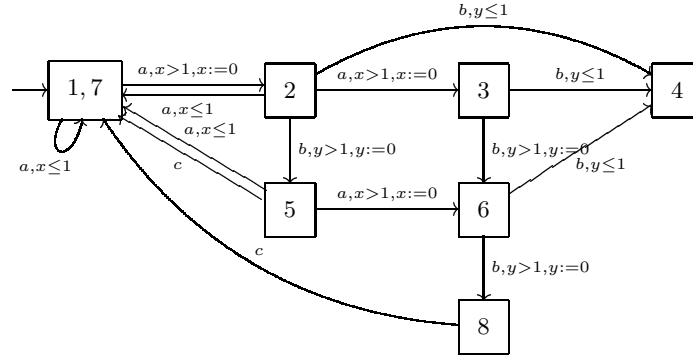 b,y≤1
a,x>1,x:=0
a,x>1,x:=0
b,y≤1
1,7
2
3
4
a,x≤1
a,x≤1
a,x≤1
c
b,y>1,y:=0
b,y>1,y:=0
b,y≤1
5
a,x>1,x:=0
6
c
b,y>1,y:=0
8